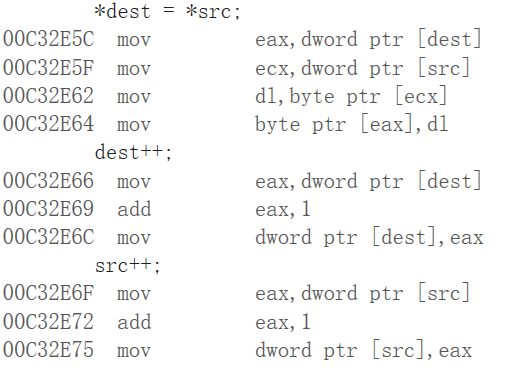 *dest = *src;
00C32E5C mov eax,dword ptr [dest]
00C32E5F mov ecx,dword ptr [src]
00C32E62 mov dl,byte ptr [ecx]
00C32E64 mov byte ptr [eax],dl
dest++;
00C32E66 mov eax,dword ptr [dest]
00C32E69 add eax,1
00C32E6C mov dword ptr [dest],eax
src++;
00C32E6F mov eax,dword ptr [src]
00C32E72 add eax,1
00C32E75 mov dword ptr [src],eax